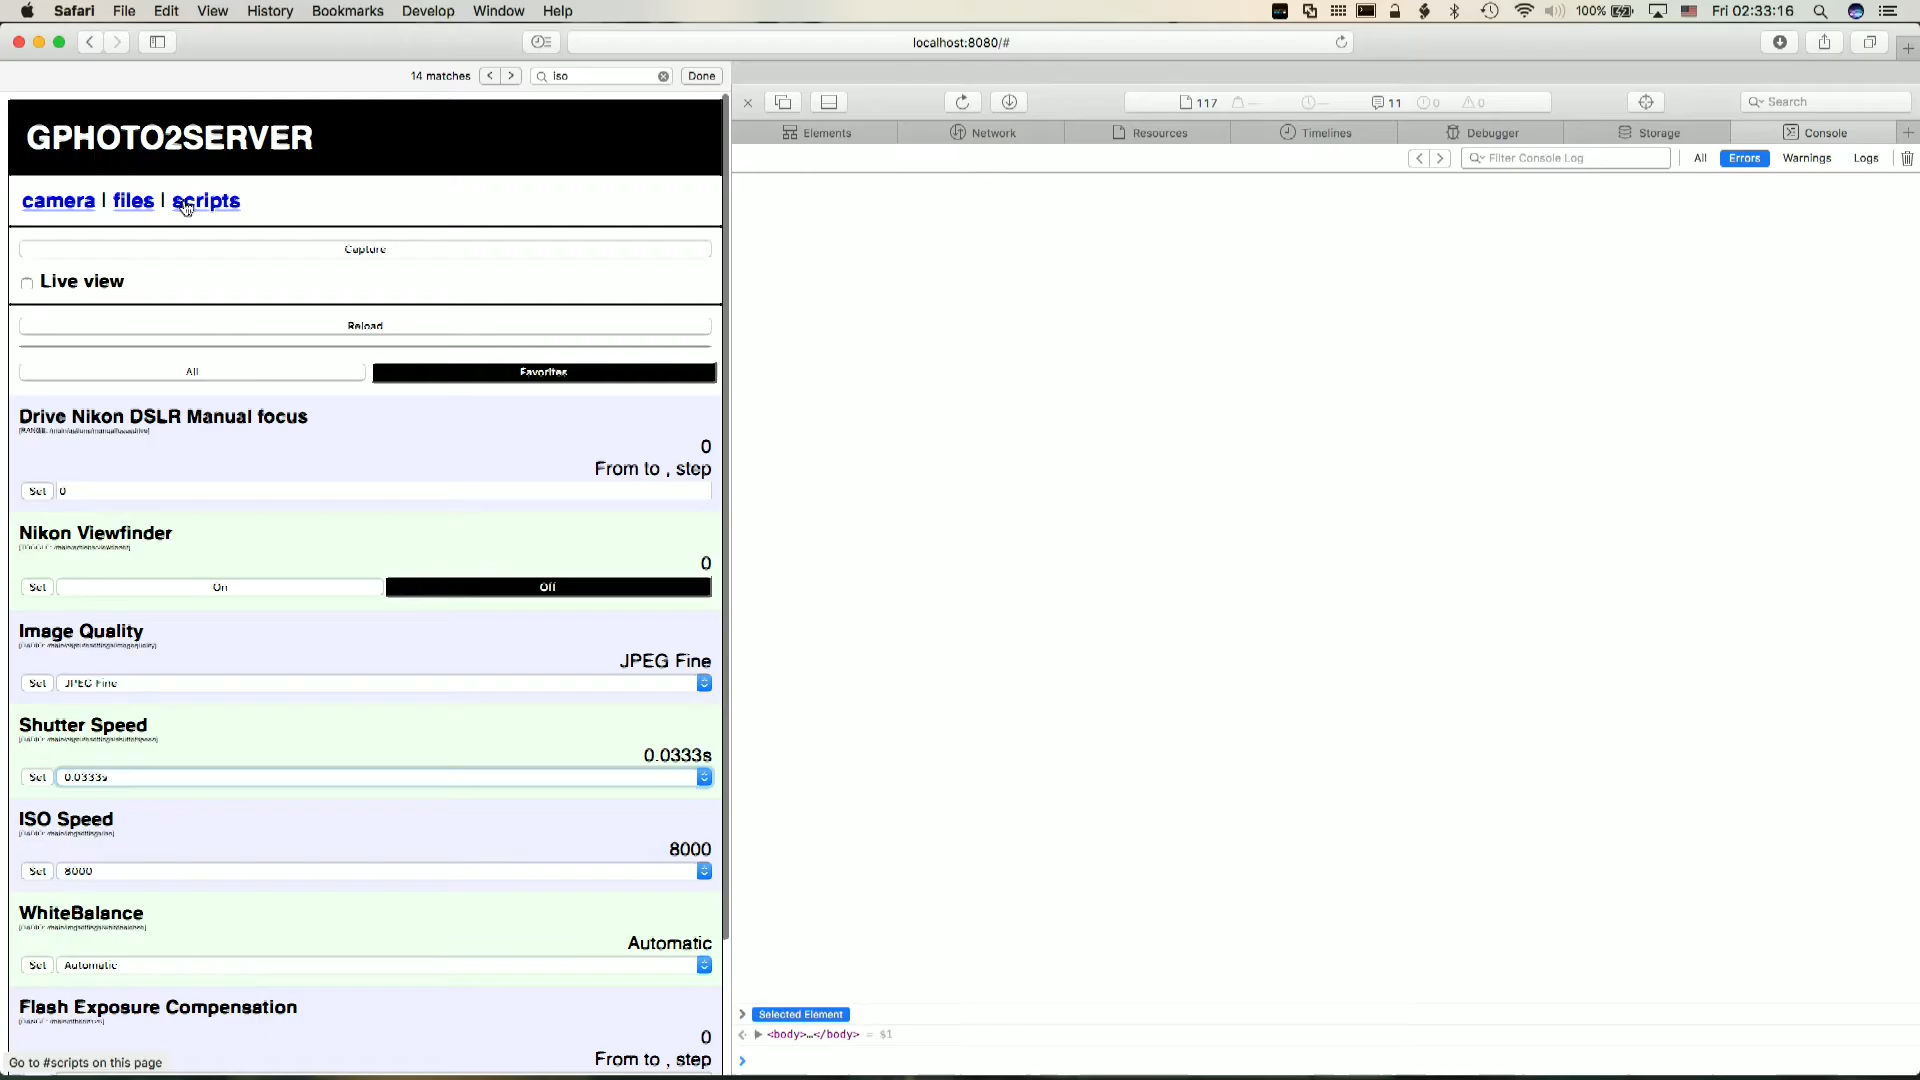 Safari File Edit View History Bookmarks Develop Window Help 100% Fri 02:33:16
localhost:8080/#
14 matches iso Done
GPHOTO2SERVER
camera | files | scripts
Capture
Live view
Reload
All Favorites
Drive Nikon DSLR Manual focus
0
From to , step
Set 0
Nikon Viewfinder
0
Set On Off
Image Quality
JPEG Fine
Set JPEG Fine
Shutter Speed
0.0333s
Set 0.0333s
ISO Speed
8000
Set 8000
WhiteBalance
Automatic
Set Automatic
Flash Exposure Compensation
0
From to , step
Go to #scripts on this page
117 11 0 0 Search
Elements Network Resources Timelines Debugger Storage Console
Filter Console Log All Errors Warnings Logs
Selected Element
<body>…</body> = $1